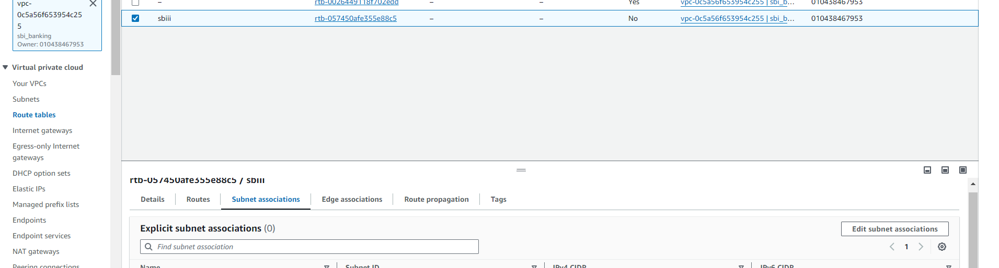 vpc-
0c5a56f653954c25
5
sbi_banking
Owner: 010438467953
Virtual private cloud
Your VPCs
Subnets
Route tables
Internet gateways
Egress-only Internet
gateways
DHCP option sets
Elastic IPs
Managed prefix lists
Endpoints
Endpoint services
NAT gateways
Peering connections
– rtb-0026449118f702edd – – Yes vpc-0c5a56f653954c255 | sbi_b... 010438467953
sbiii rtb-057450afe355e88c5 – – No vpc-0c5a56f653954c255 | sbi_b... 010438467953
rtb-057450afe355e88c5 / sbiii
Details Routes Subnet associations Edge associations Route propagation Tags
Explicit subnet associations (0)
Edit subnet associations
Find subnet association
1
Name Subnet ID IPv4 CIDR IPv6 CIDR